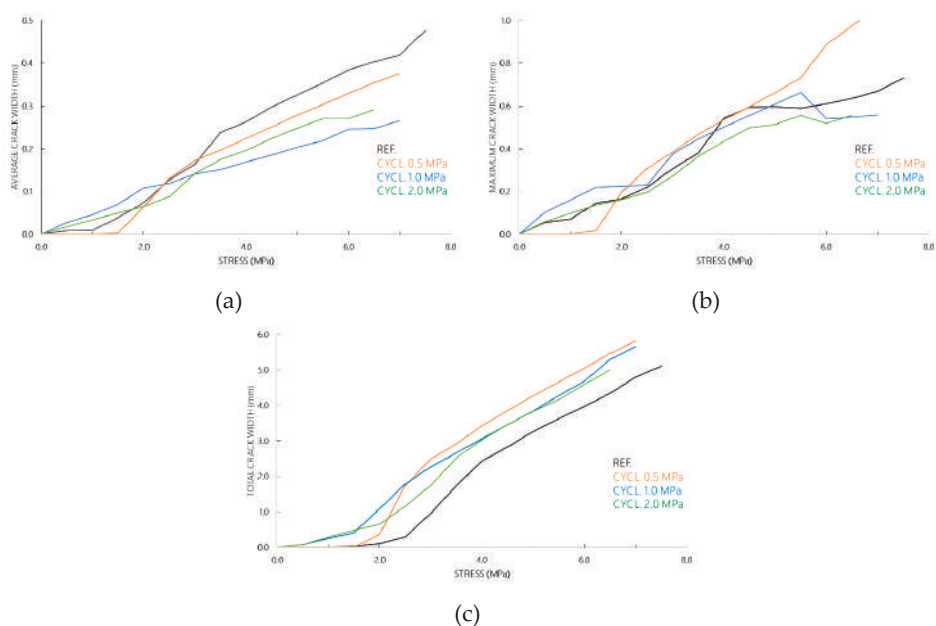 0.5
0.4
0.3
0.2
0.1
0.0
AVERAGE CRACK WIDTH (mm)
REF.
CYCL. 0.5 MPa
CYCL. 1.0 MPa
CYCL. 2.0 MPa
0.0 2.0 4.0 6.0 8.0
STRESS (MPa)
(a)
1.0
0.8
0.6
0.4
0.2
0.0
MAXIMUM CRACK WIDTH (mm)
REF.
CYCL. 0.5 MPa
CYCL. 1.0 MPa
CYCL. 2.0 MPa
0.0 2.0 4.0 6.0 8.0
STRESS (MPa)
(b)
6.0
5.0
4.0
3.0
2.0
1.0
0.0
TOTAL CRACK WIDTH (mm)
REF.
CYCL. 0.5 MPa
CYCL. 1.0 MPa
CYCL. 2.0 MPa
0.0 2.0 4.0 6.0 8.0
STRESS (MPa)
(c)